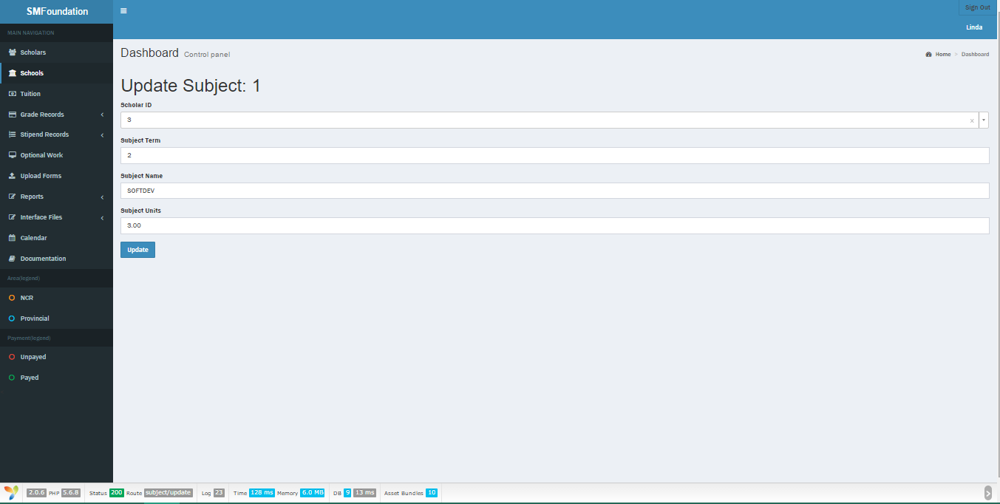 SMFoundation
Sign Out
Linda
MAIN NAVIGATION
Scholars
Schools
Tuition
Grade Records
Stipend Records
Optional Work
Upload Forms
Reports
Interface Files
Calendar
Documentation
Area(legend)
NCR
Provincial
Payment(legend)
Unpayed
Payed
Dashboard Control panel
Home > Dashboard
Update Subject: 1
Scholar ID
3 x
Subject Term
2
Subject Name
SOFTDEV
Subject Units
3.00
Update
2.0.6 PHP 5.6.8 Status 200 Route subject/update Log 23 Time 128 ms Memory 6.0 MB DB 9 13 ms Asset Bundles 10